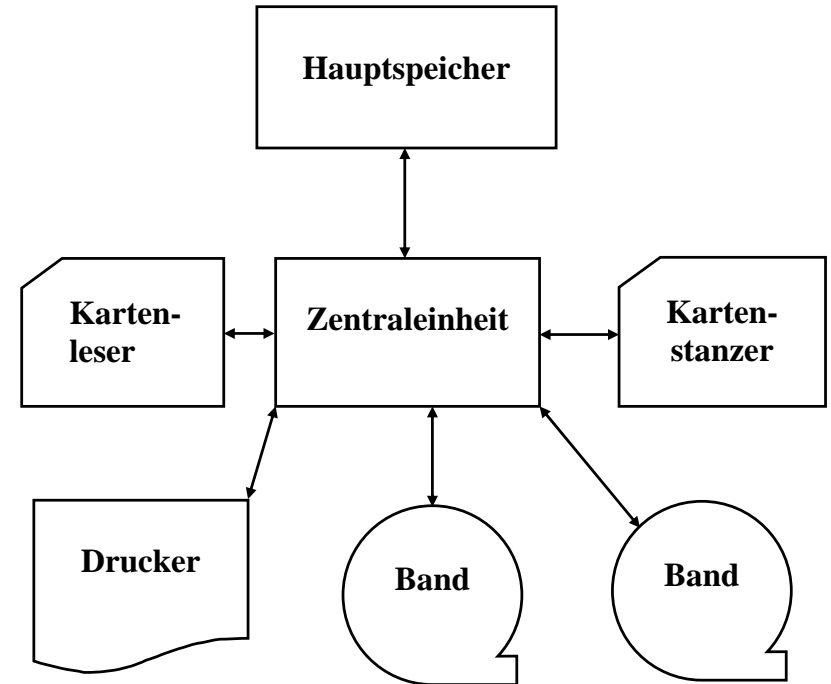 Hauptspeicher
Karten-
leser
Zentraleinheit
Karten-
stanzer
Drucker
Band
Band